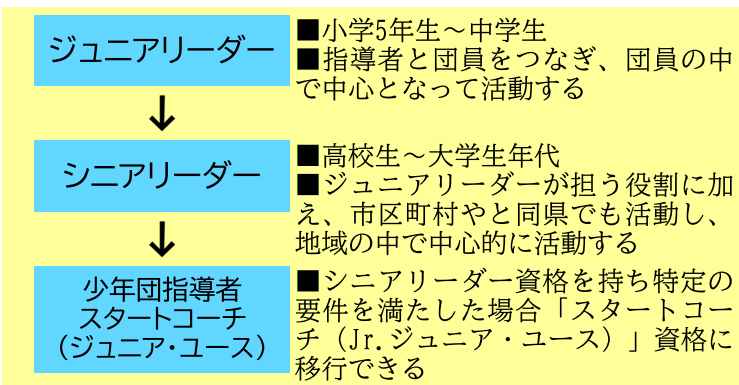 ジュニアリーダー
■小学5年生～中学生
■指導者と団員をつなぎ、団員の中
で中心となって活動する
↓
シニアリーダー
■高校生～大学生年代
■ジュニアリーダーが担う役割に加
え、市区町村やと同県でも活動し、
地域の中で中心的に活動する
↓
少年団指導者
スタートコーチ
（ジュニア・ユース）
■シニアリーダー資格を持ち特定の
要件を満たした場合「スタートコー
チ（Jr.ジュニア・ユース）」資格に
移行できる